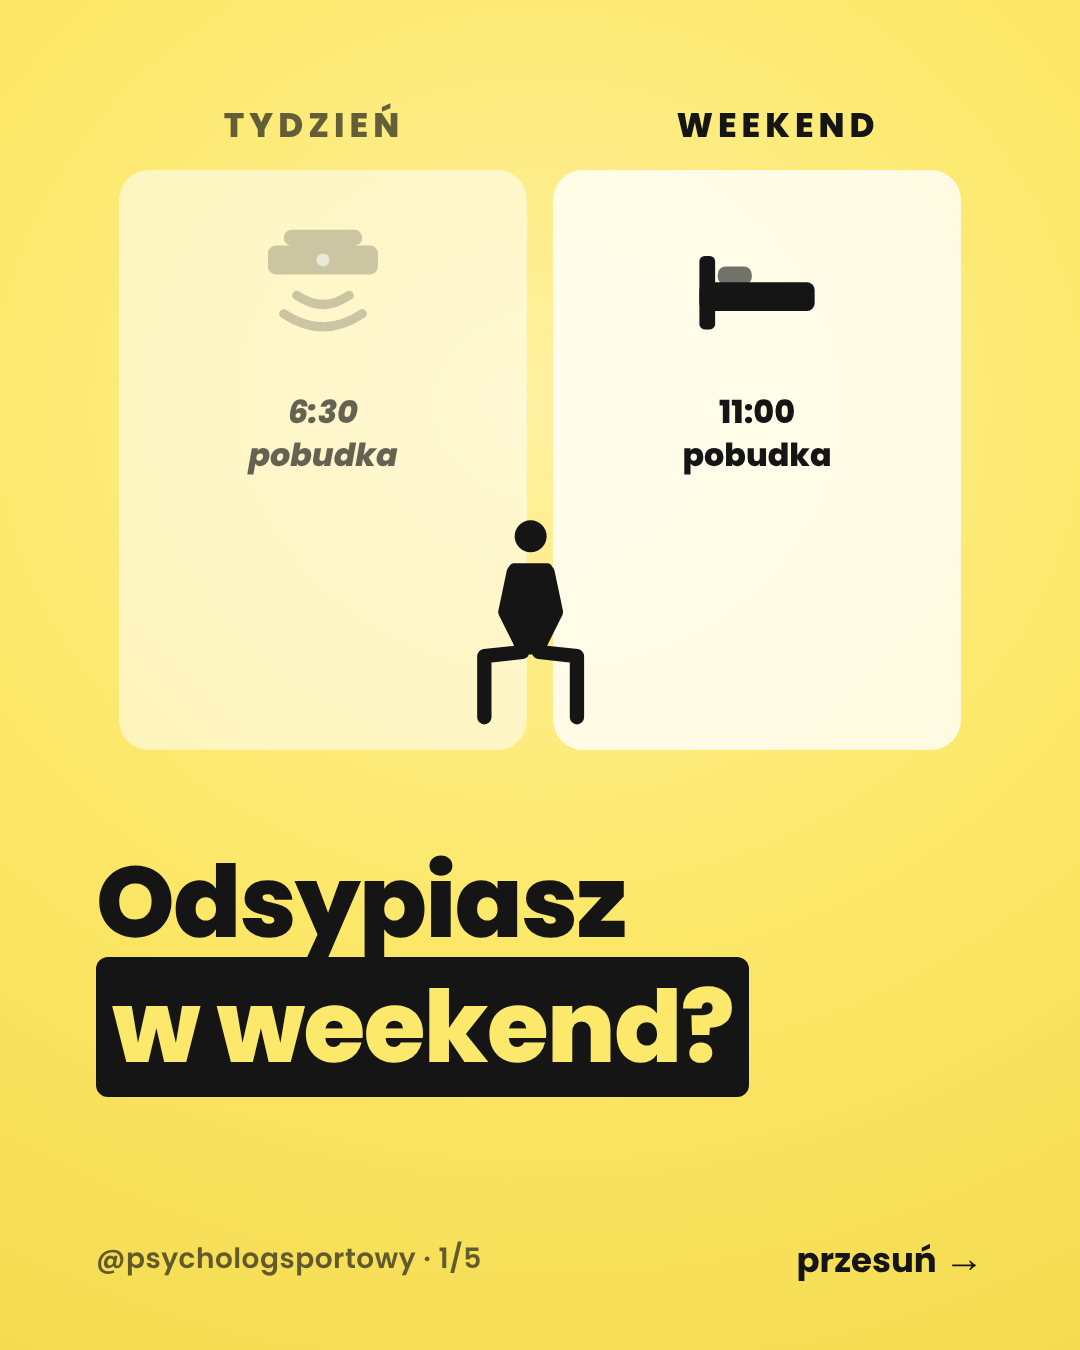 TYDZIEŃ
WEEKEND
6:30
pobudka
11:00
pobudka
Odsypiasz
w weekend?
@psychologsportowy · 1/5
przesuń →